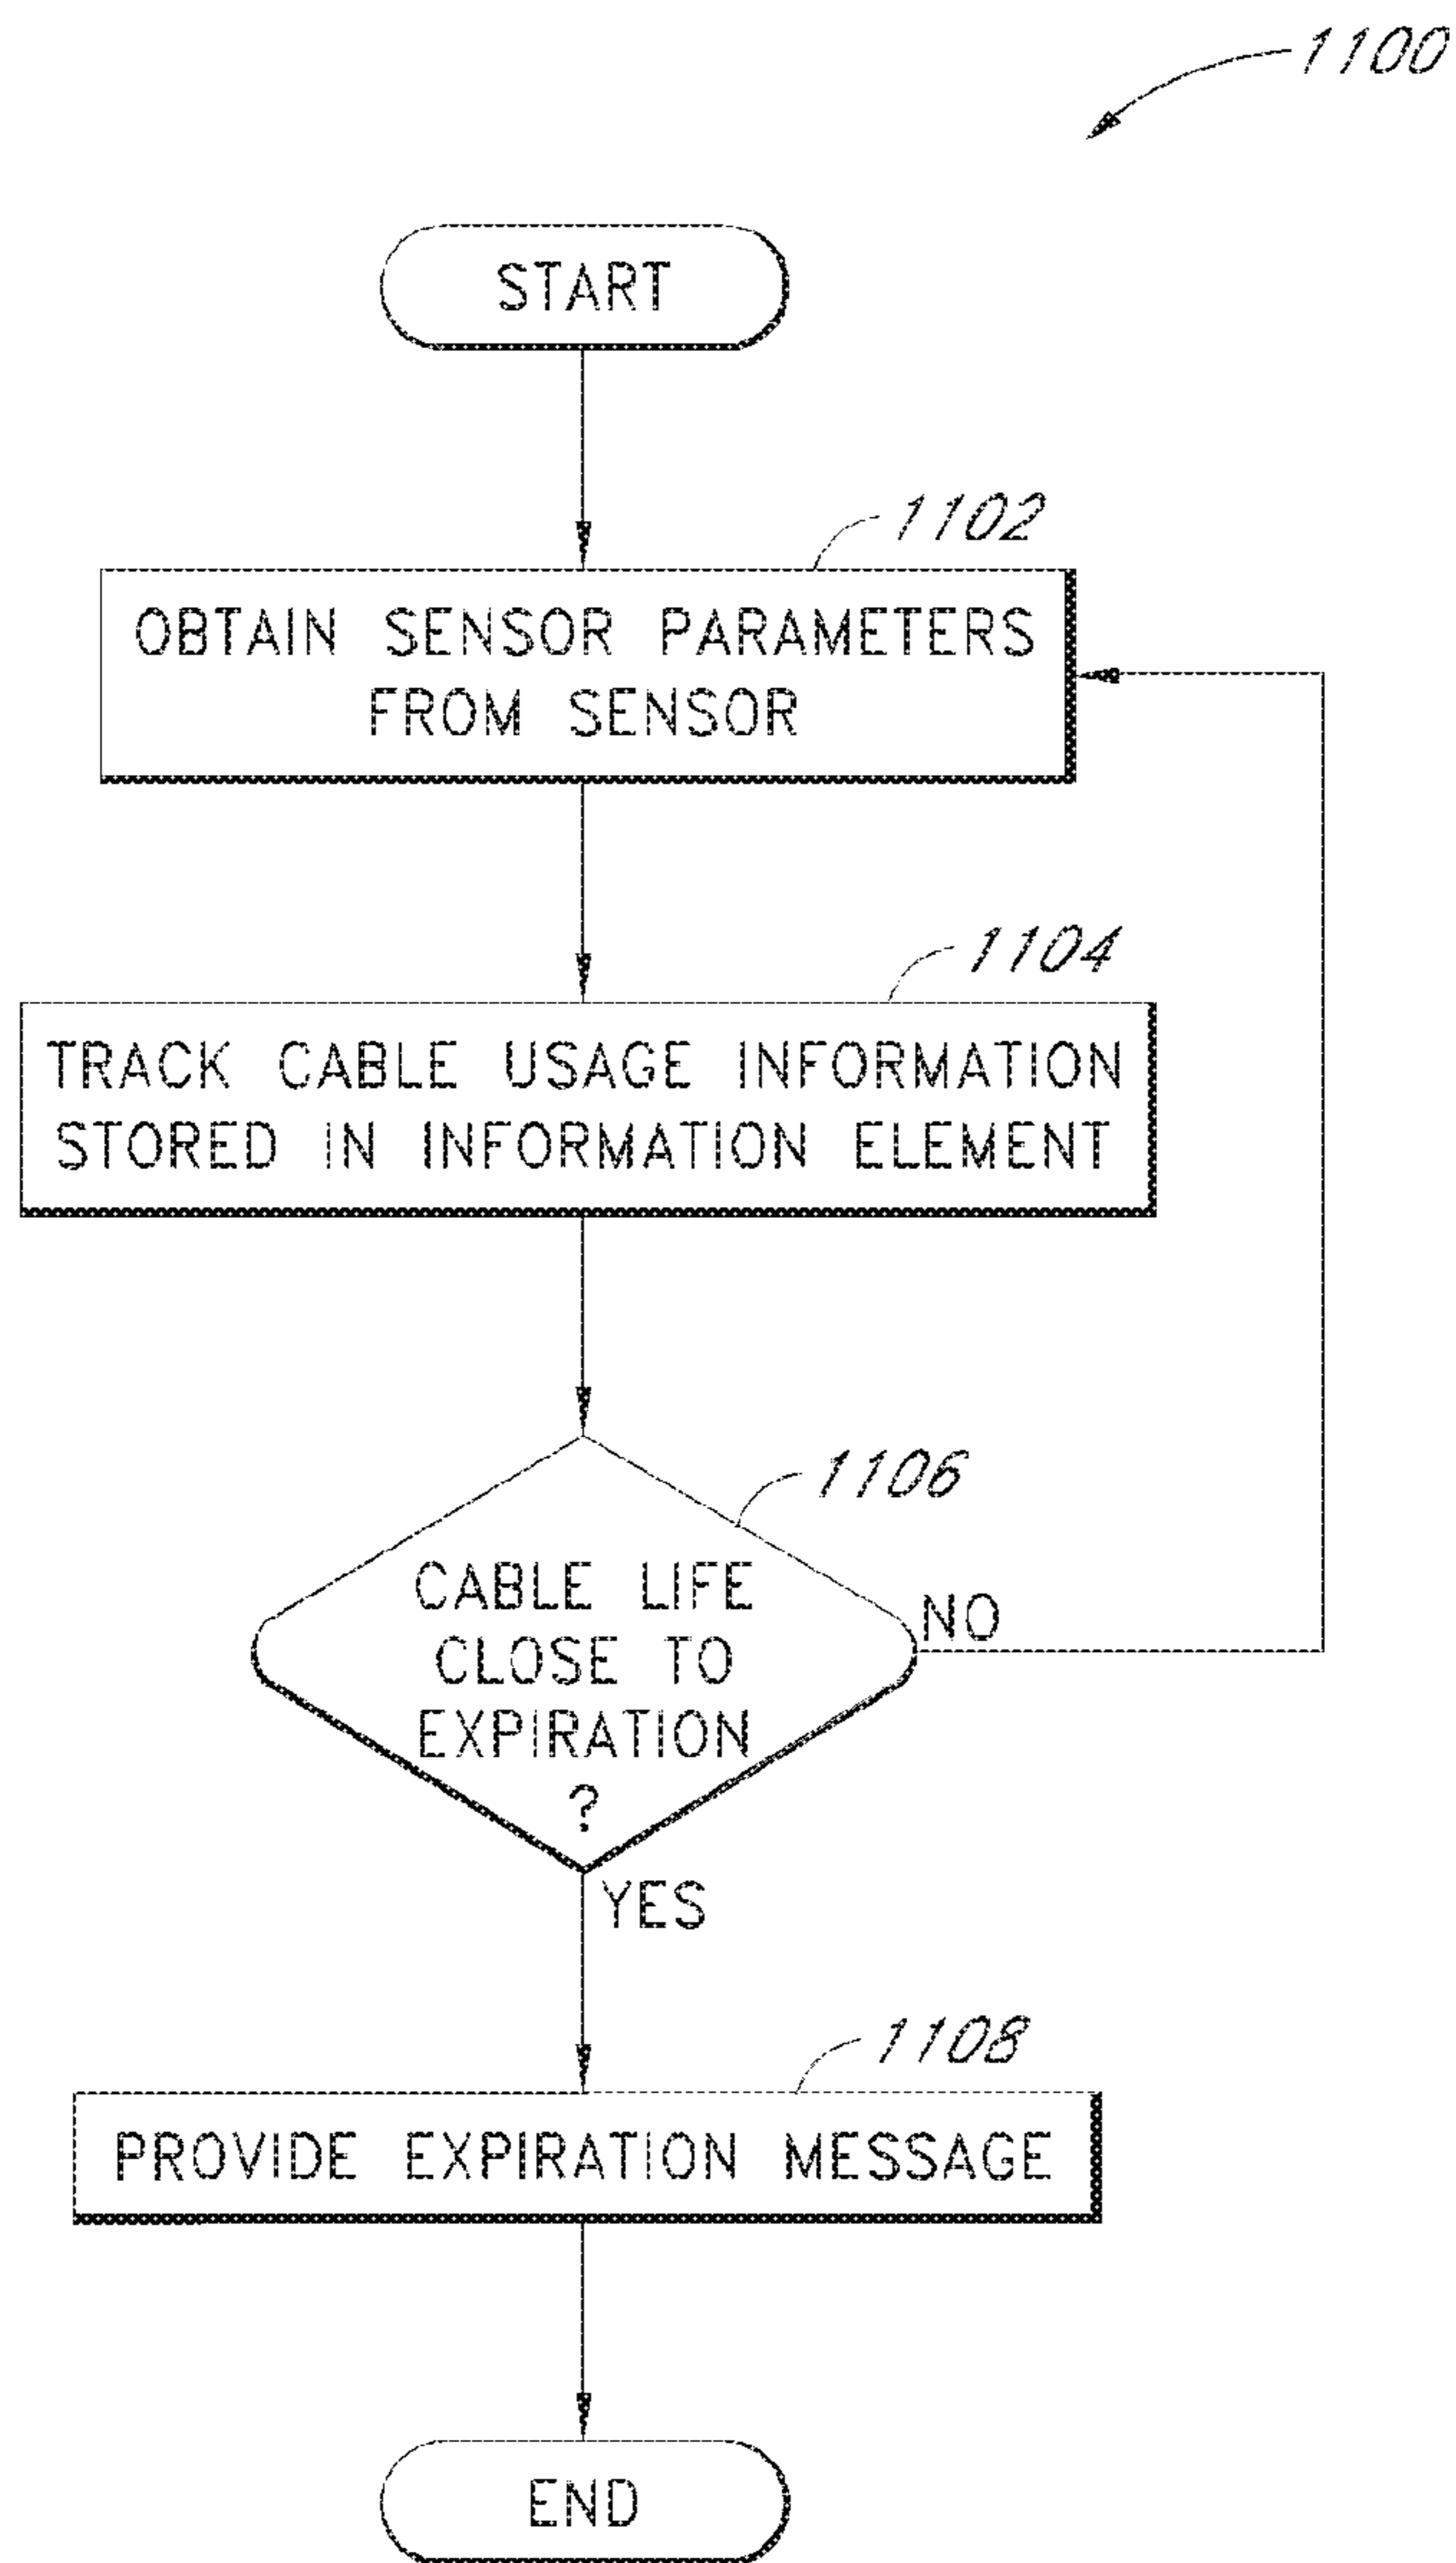 1100
START
1102
OBTAIN SENSOR PARAMETERS
FROM SENSOR
1104
TRACK CABLE USAGE INFORMATION
STORED IN INFORMATION ELEMENT
1106
CABLE LIFE
CLOSE TO
EXPIRATION
?
NO
YES
1108
PROVIDE EXPIRATION MESSAGE
END